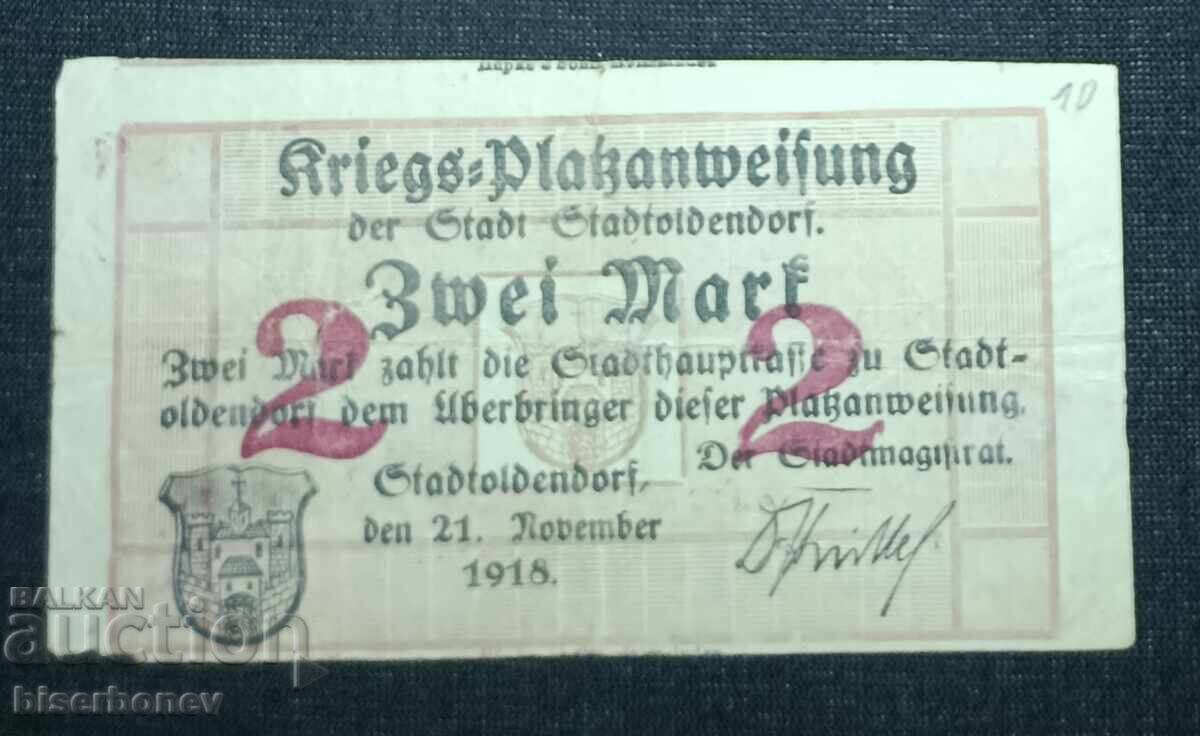 10
Kriegs=Platzanweisung
der Stadt Stadtoldendorf.
Zwei Mark
2 2
Zwei Mark zahlt die Stadthauptkasse zu Stadt-
oldendorf dem Überbringer dieser Platzanweisung.
Der Stadtmagistrat.
Stadtoldendorf,
den 21. November
1918.
BALKAN
auction
biserbonev